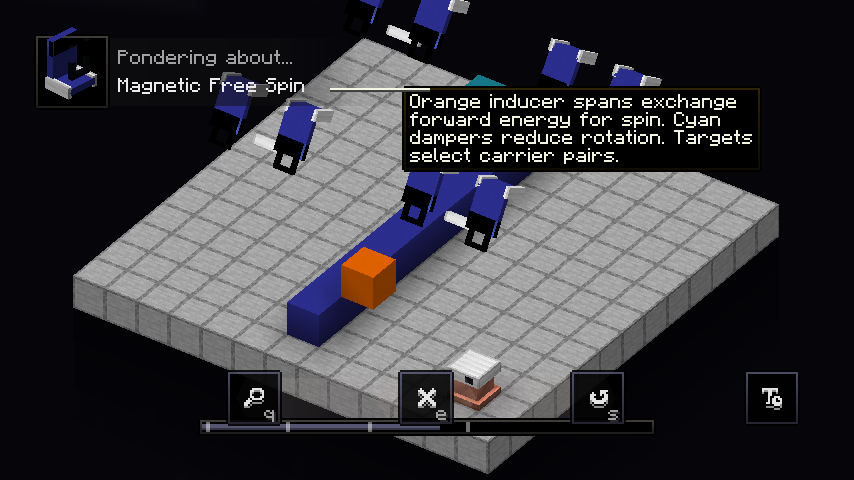 Pondering about...
Magnetic Free Spin
Orange inducer spans exchange
forward energy for spin. Cyan
dampers reduce rotation. Targets
select carrier pairs.
q
e
s
T